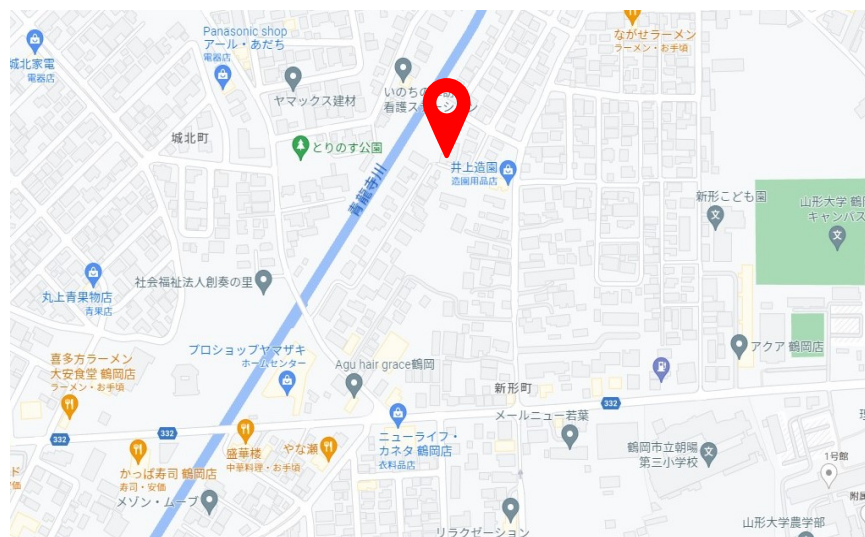 Panasonic shop
アール・あだち
電器店
城北家電
電器店
ながせラーメン
ラーメン・お手頃
ヤマックス建材
いのちの
看護ステーション
城北町
とりのす公園
井上造園
造園用品店
青龍寺川
新形こども園
山形大学 鶴
キャンパス
社会福祉法人創奏の里
丸上青果物店
青果店
プロショップヤマザキ
ホームセンター
アクア 鶴岡店
喜多方ラーメン
大安食堂 鶴岡店
ラーメン・お手頃
Agu hair grace鶴岡
新形町
332
メールニュー若葉
332
332
ニューライフ・
カネタ 鶴岡店
衣料品店
盛華楼
中華料理・お手頃
やな瀬
鶴岡市立朝暘
第三小学校
かっぱ寿司 鶴岡店
寿司・安価
メゾン・ムーブ
1号館
リラクゼーション
山形大学農学部